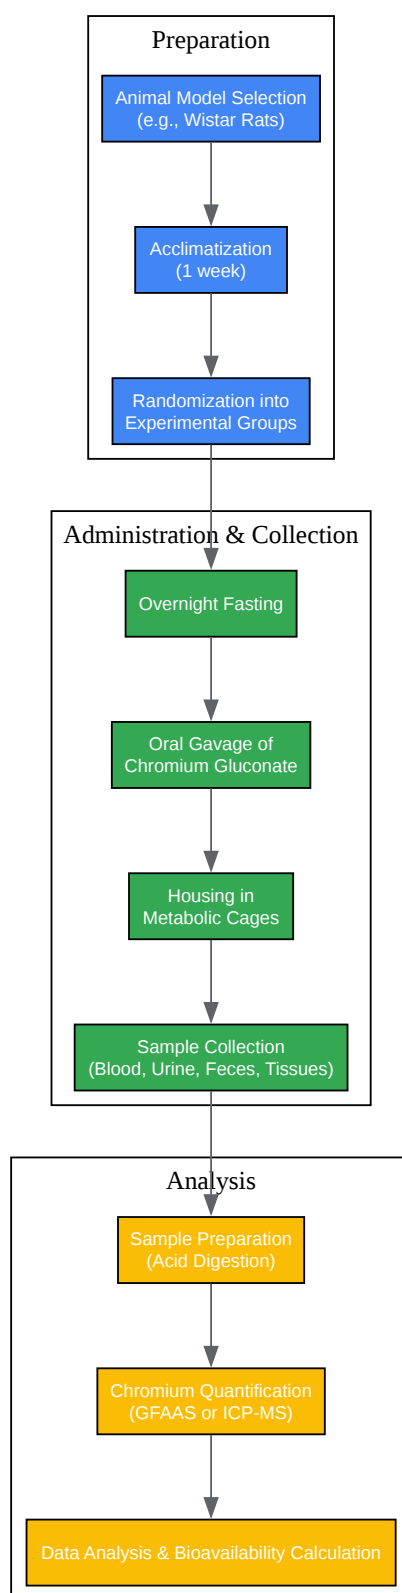 Preparation
Animal Model Selection
(e.g., Wistar Rats)
Acclimatization
(1 week)
Randomization into
Experimental Groups
Administration & Collection
Overnight Fasting
Oral Gavage of
Chromium Gluconate
Housing in
Metabolic Cages
Sample Collection
(Blood, Urine, Feces, Tissues)
Analysis
Sample Preparation
(Acid Digestion)
Chromium Quantification
(GFAAS or ICP-MS)
Data Analysis & Bioavailability Calculation